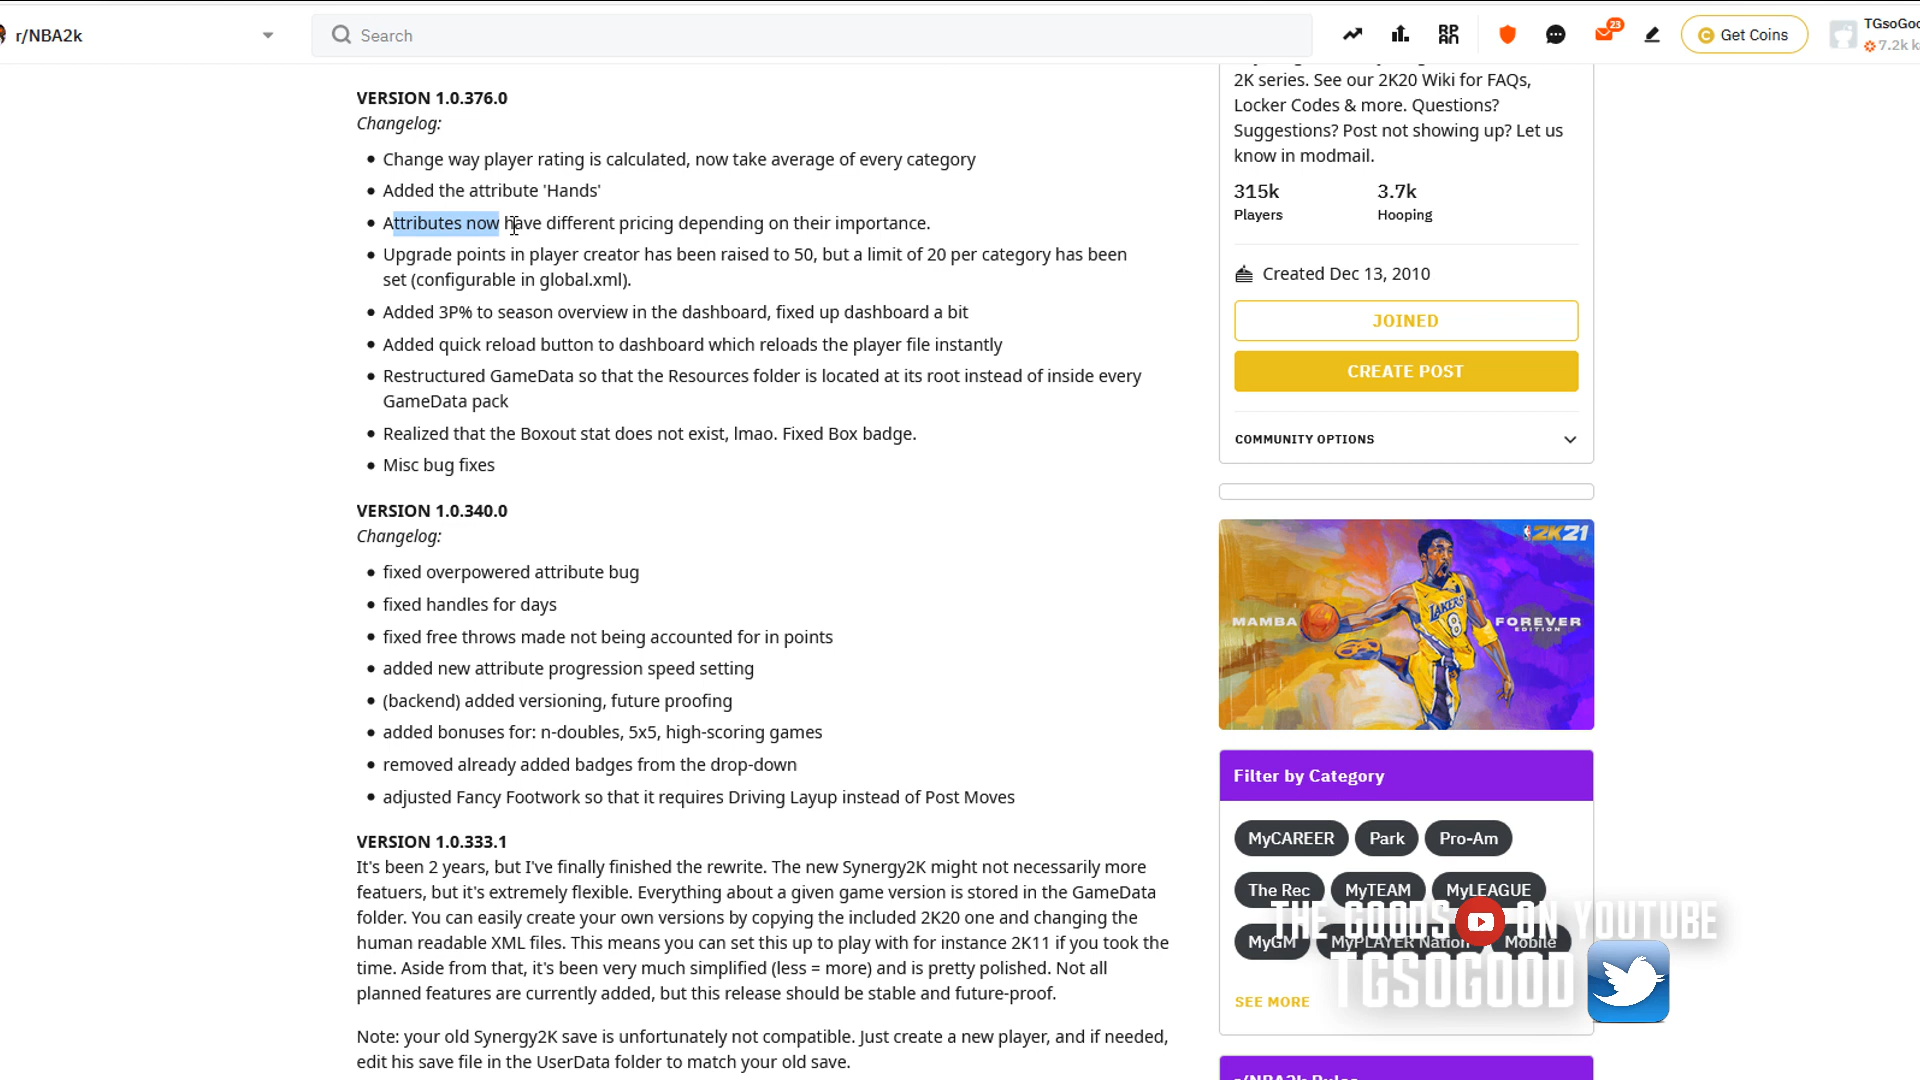 r/NBA2k
Search
23
Get Coins
TGsoGoo
7.2k k
VERSION 1.0.376.0
Changelog:
Change way player rating is calculated, now take average of every category
Added the attribute 'Hands'
Attributes now have different pricing depending on their importance.
Upgrade points in player creator has been raised to 50, but a limit of 20 per category has been
set (configurable in global.xml).
Added 3P% to season overview in the dashboard, fixed up dashboard a bit
Added quick reload button to dashboard which reloads the player file instantly
Restructured GameData so that the Resources folder is located at its root instead of inside every
GameData pack
Realized that the Boxout stat does not exist, lmao. Fixed Box badge.
Misc bug fixes
VERSION 1.0.340.0
Changelog:
fixed overpowered attribute bug
fixed handles for days
fixed free throws made not being accounted for in points
added new attribute progression speed setting
(backend) added versioning, future proofing
added bonuses for: n-doubles, 5x5, high-scoring games
removed already added badges from the drop-down
adjusted Fancy Footwork so that it requires Driving Layup instead of Post Moves
VERSION 1.0.333.1
It's been 2 years, but I've finally finished the rewrite. The new Synergy2K might not necessarily more
featuers, but it's extremely flexible. Everything about a given game version is stored in the GameData
folder. You can easily create your own versions by copying the included 2K20 one and changing the
human readable XML files. This means you can set this up to play with for instance 2K11 if you took the
time. Aside from that, it's been very much simplified (less = more) and is pretty polished. Not all
planned features are currently added, but this release should be stable and future-proof.
Note: your old Synergy2K save is unfortunately not compatible. Just create a new player, and if needed,
edit his save file in the UserData folder to match your old save.
2K series. See our 2K20 Wiki for FAQs,
Locker Codes & more. Questions?
Suggestions? Post not showing up? Let us
know in modmail.
315k
Players
3.7k
Hooping
Created Dec 13, 2010
JOINED
CREATE POST
COMMUNITY OPTIONS
2K21
MAMBA
FOREVER
EDITION
LAKERS
8
Filter by Category
MyCAREER
Park
Pro-Am
The Rec
MyTEAM
MyLEAGUE
MyGM
MyPLAYER Nation
Mobile
THE GOODS ON YOUTUBE
TGSOGOOD
SEE MORE
r/NBA2k Rules